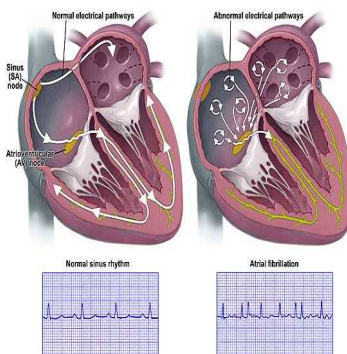 Normal electrical pathways
Abnormal electrical pathways
Sinus
(SA)
node
Atrioventricular
(AV) node
Normal sinus rhythm
Atrial fibrillation